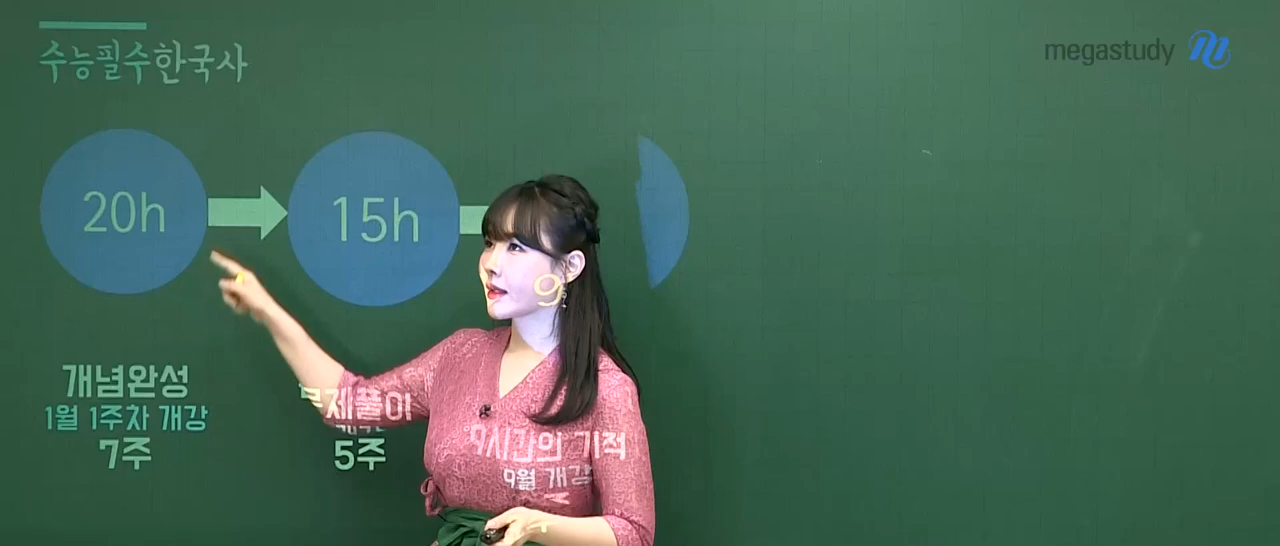 수능필수한국사
megastudy
20h
15h
9
개념완성
1월 1주차 개강
7주
문제풀이
5주
9시간의 기적
9월 개강